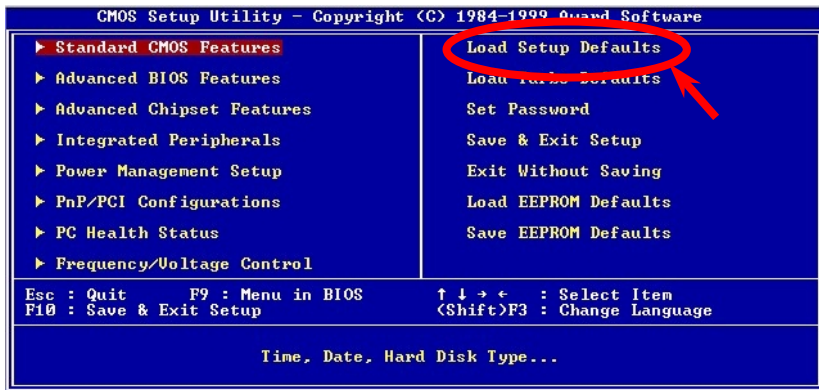 CMOS Setup Utility - Copyright (C) 1984-1999 Award Software
▶ Standard CMOS Features
▶ Advanced BIOS Features
▶ Advanced Chipset Features
▶ Integrated Peripherals
▶ Power Management Setup
▶ PnP/PCI Configurations
▶ PC Health Status
▶ Frequency/Voltage Control
Load Setup Defaults
Load Turbo Defaults
Set Password
Save & Exit Setup
Exit Without Saving
Load EEPROM Defaults
Save EEPROM Defaults
Esc : Quit F9 : Menu in BIOS ↑ ↓ → ← : Select Item
F10 : Save & Exit Setup (Shift)F3 : Change Language
Time, Date, Hard Disk Type...